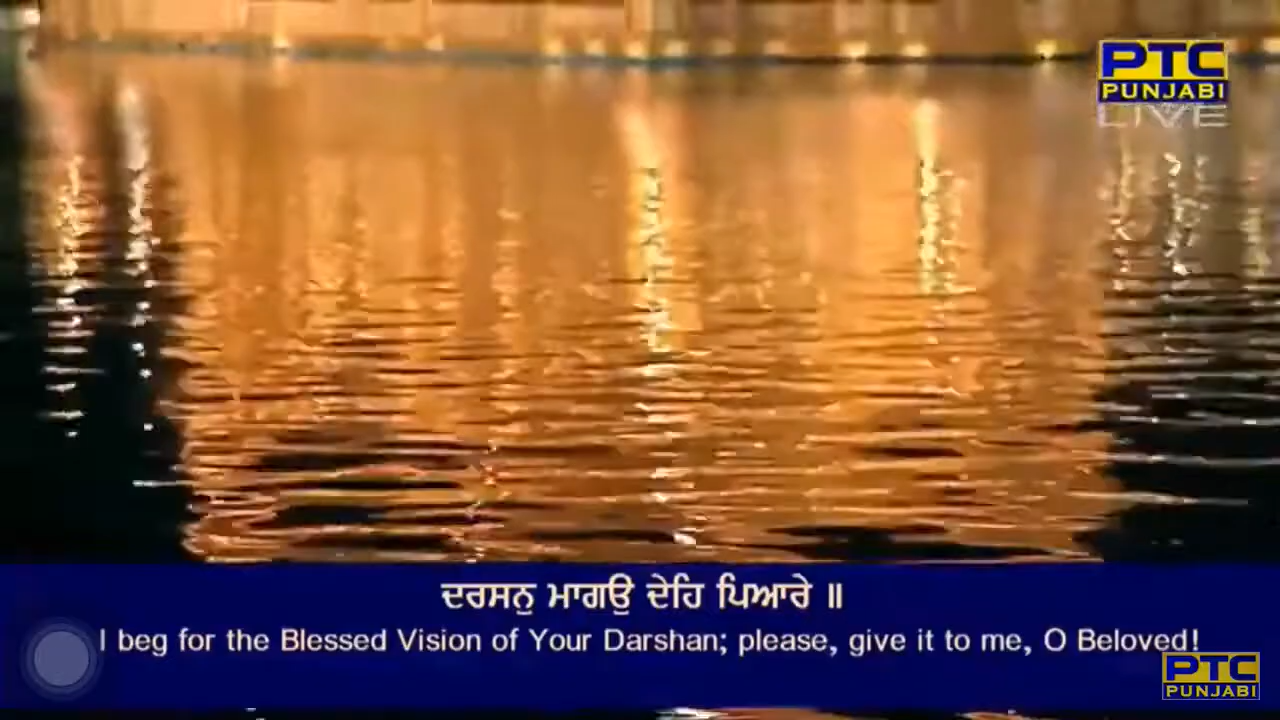 PTC
PUNJABI
LIVE
ਦਰਸਨੁ ਮਾਗਉ ਦੇਹਿ ਪਿਆਰੇ ॥
I beg for the Blessed Vision of Your Darshan; please, give it to me, O Beloved!
PTC
PUNJABI